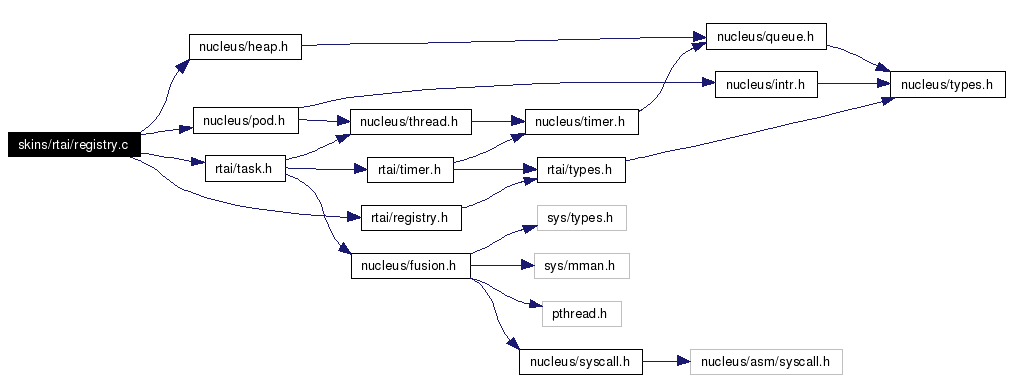 nucleus/queue.h
nucleus/heap.h
nucleus/intr.h
nucleus/types.h
nucleus/pod.h
nucleus/thread.h
nucleus/timer.h
skins/rtai/registry.c
rtai/task.h
rtai/timer.h
rtai/types.h
rtai/registry.h
sys/types.h
nucleus/fusion.h
sys/mman.h
pthread.h
nucleus/syscall.h
nucleus/asm/syscall.h